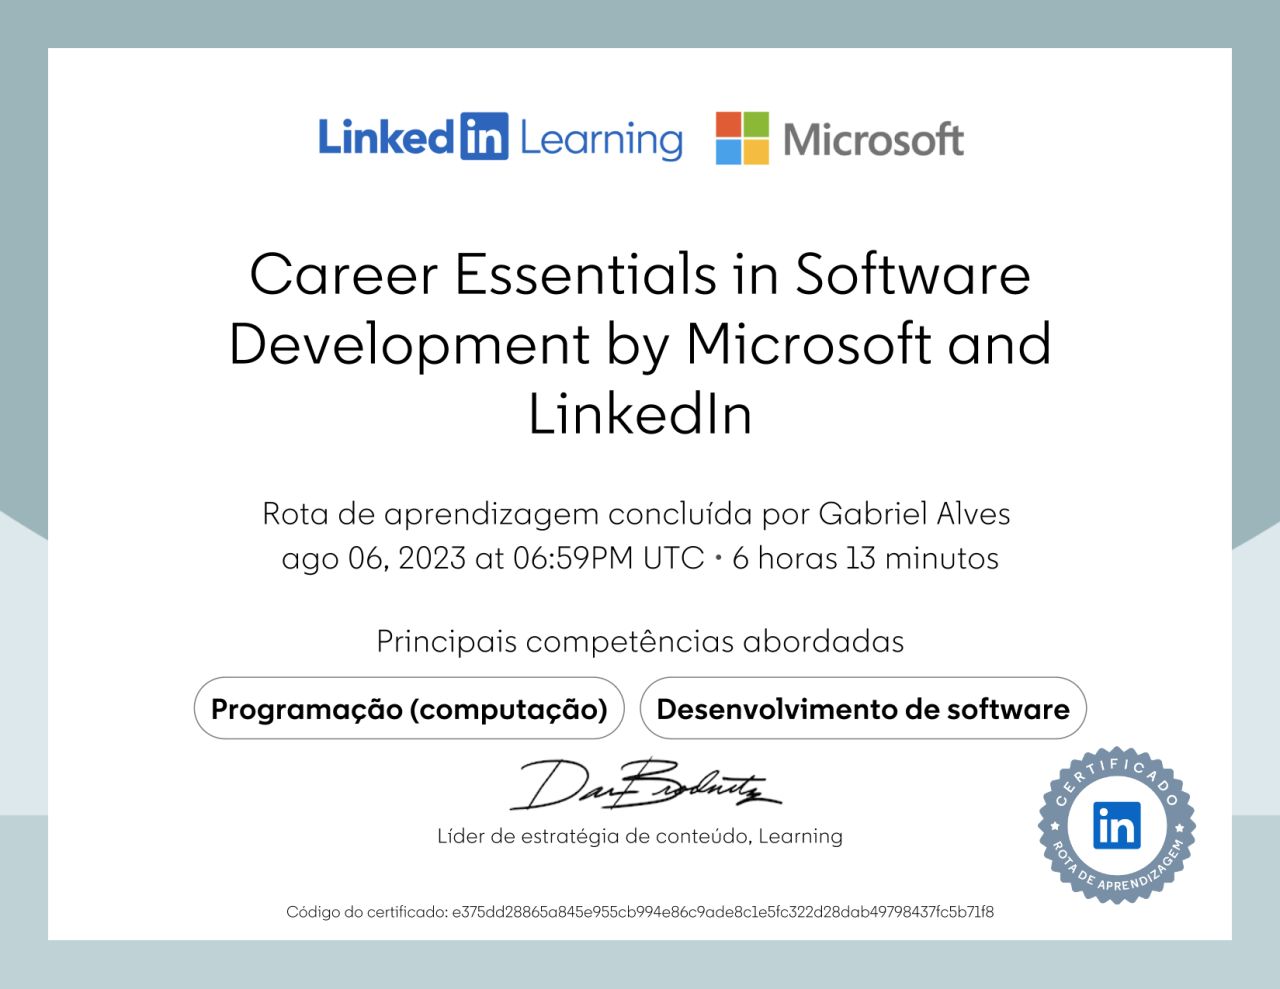 LinkedIn Learning Microsoft
Career Essentials in Software
Development by Microsoft and
LinkedIn
Rota de aprendizagem concluída por Gabriel Alves
ago 06, 2023 at 06:59PM UTC • 6 horas 13 minutos
Principais competências abordadas
Programação (computação) Desenvolvimento de software
Dan Brodnitz
Líder de estratégia de conteúdo, Learning
CERTIFICADO
in
ROTA DE APRENDIZAGEM
Código do certificado: e375dd28865a845e955cb994e86c9ade8c1e5fc322d28dab49798437fc5b71f8